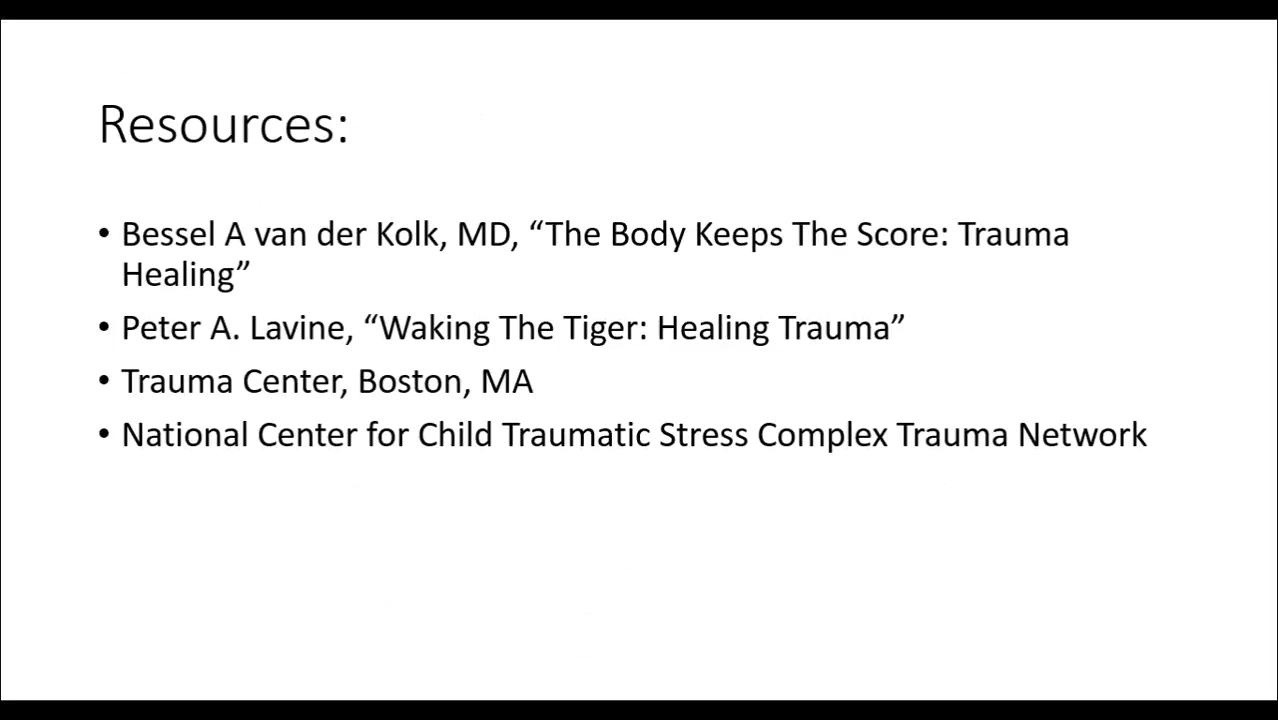 Resources:
• Bessel A van der Kolk, MD, “The Body Keeps The Score: Trauma
Healing”
• Peter A. Lavine, “Waking The Tiger: Healing Trauma”
• Trauma Center, Boston, MA
• National Center for Child Traumatic Stress Complex Trauma Network